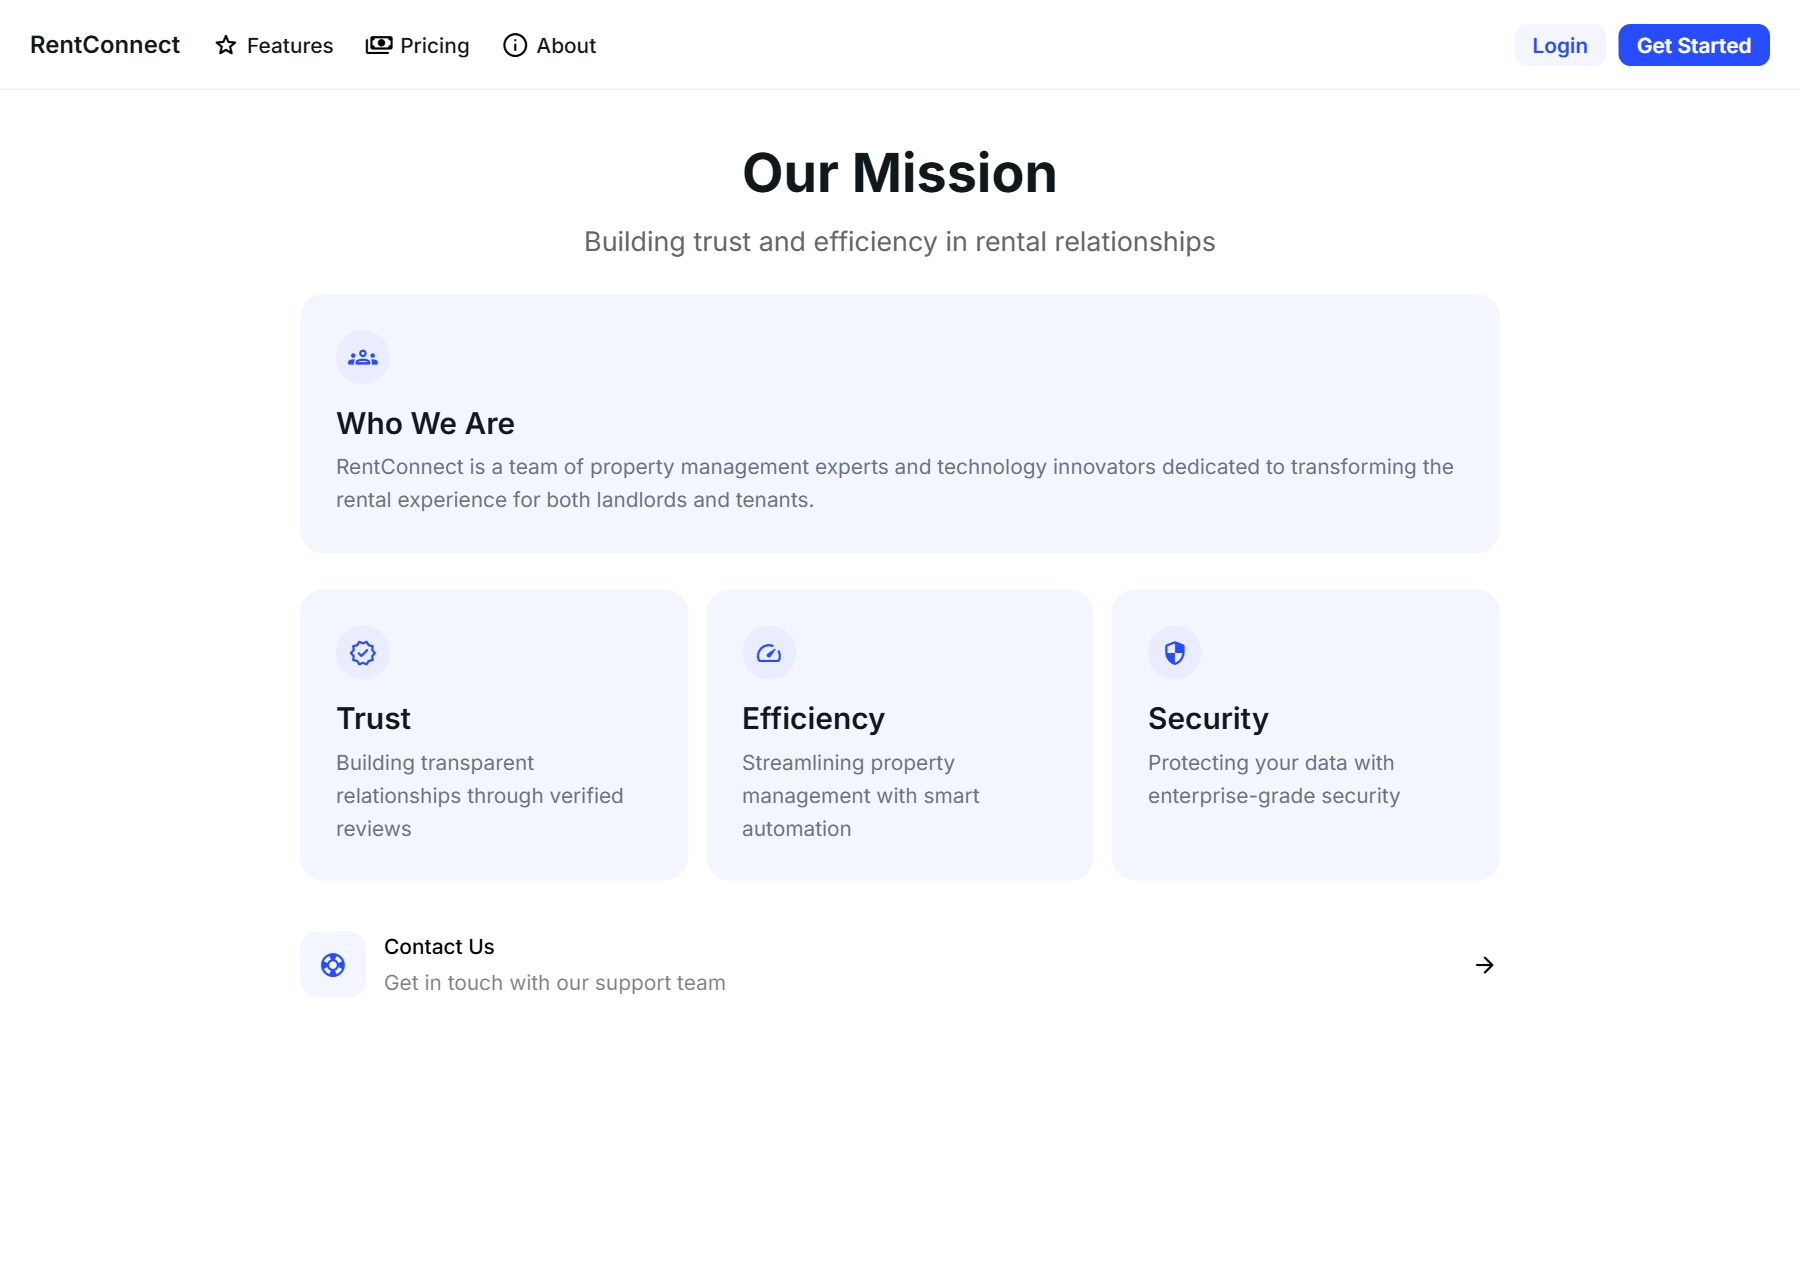 RentConnect
Features
Pricing
About
Login
Get Started
Our Mission
Building trust and efficiency in rental relationships
Who We Are
RentConnect is a team of property management experts and technology innovators dedicated to transforming the
rental experience for both landlords and tenants.
Trust
Building transparent
relationships through verified
reviews
Efficiency
Streamlining property
management with smart
automation
Security
Protecting your data with
enterprise-grade security
Contact Us
Get in touch with our support team